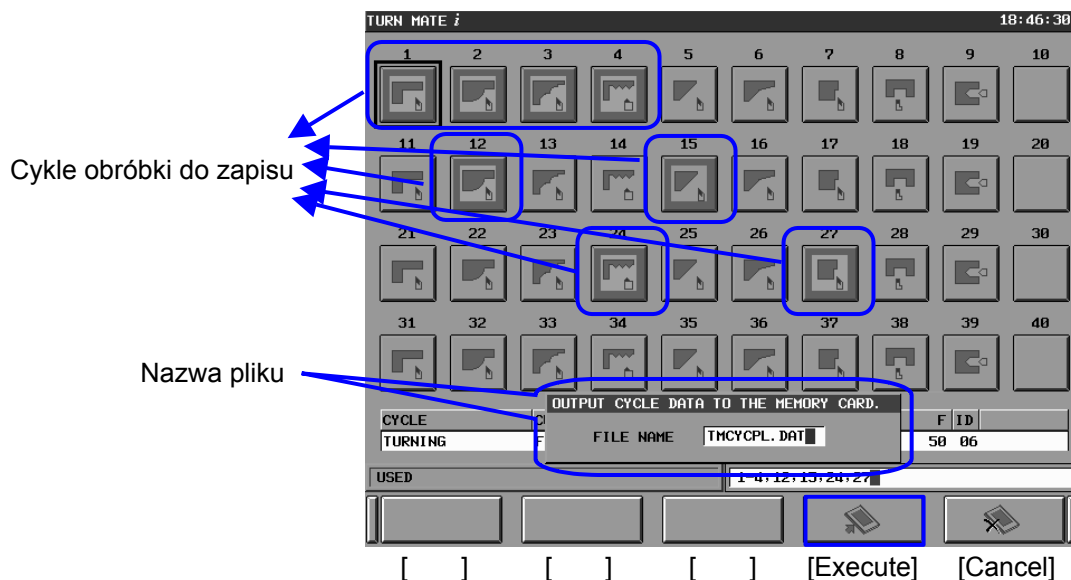 TURN MATE i 18:46:30
1 2 3 4 5 6 7 8 9 10
11 12 13 14 15 16 17 18 19 20
Cykle obróbki do zapisu
21 22 23 24 25 26 27 28 29 30
31 32 33 34 35 36 37 38 39 40
Nazwa pliku
OUTPUT CYCLE DATA TO THE MEMORY CARD.
CYCLE F ID
FILE NAME TMCYCPL.DAT
TURNING F 50 06
USED 1-4;12;15;24;27
[ ] [ ] [ ] [Execute] [Cancel]